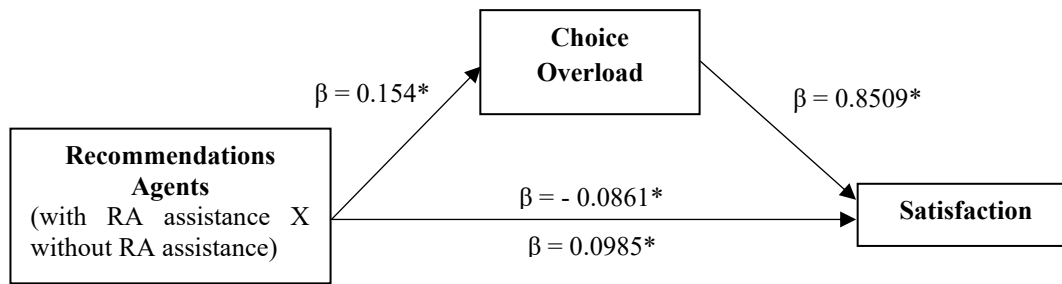 Choice
Overload
β = 0.154*
β = 0.8509*
Recommendations
Agents
(with RA assistance X
without RA assistance)
β = - 0.0861*
β = 0.0985*
Satisfaction